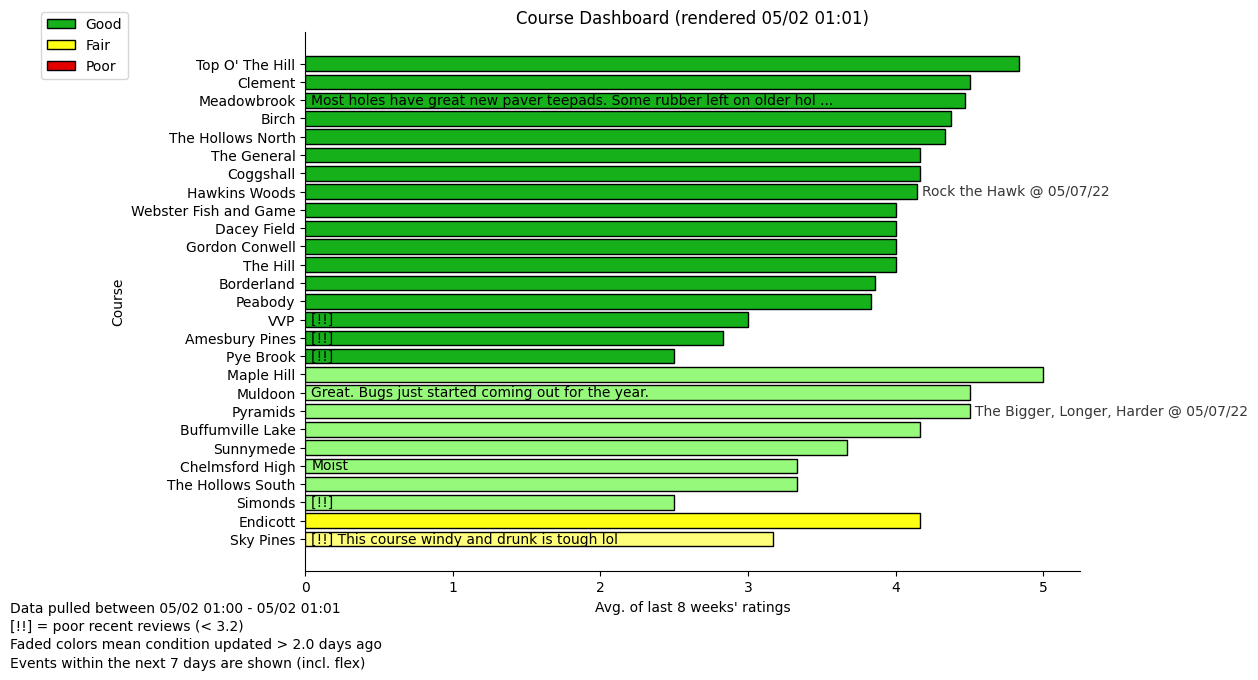 Good
Fair
Poor
Course Dashboard (rendered 05/02 01:01)
Top O' The Hill
Clement
Meadowbrook Most holes have great new paver teepads. Some rubber left on older hol ...
Birch
The Hollows North
The General
Coggshall
Hawkins Woods Rock the Hawk @ 05/07/22
Webster Fish and Game
Dacey Field
Gordon Conwell
The Hill
Borderland
Peabody
VVP [!!]
Amesbury Pines [!!]
Pye Brook [!!]
Maple Hill
Muldoon Great. Bugs just started coming out for the year.
Pyramids The Bigger, Longer, Harder @ 05/07/22
Buffumville Lake
Sunnymede
Chelmsford High Moist
The Hollows South
Simonds [!!]
Endicott
Sky Pines [!!] This course windy and drunk is tough lol
Course
0 1 2 3 4 5
Avg. of last 8 weeks' ratings
Data pulled between 05/02 01:00 - 05/02 01:01
[!!] = poor recent reviews (< 3.2)
Faded colors mean condition updated > 2.0 days ago
Events within the next 7 days are shown (incl. flex)